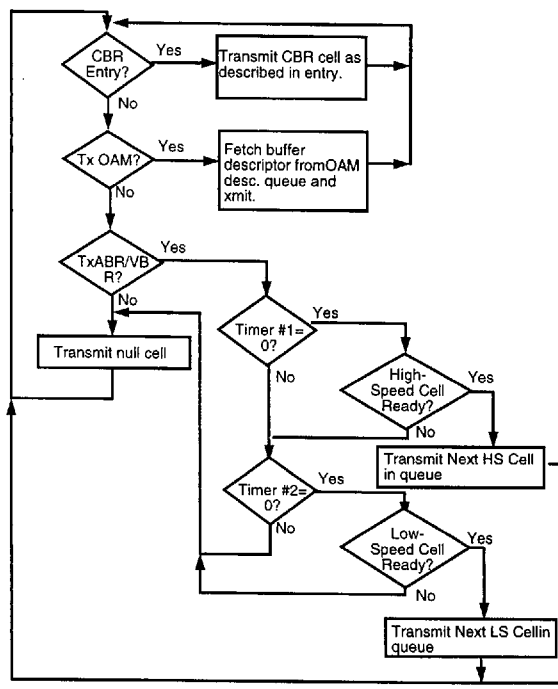 CBR
Entry?
Yes
Transmit CBR cell as
described in entry.
No
Tx OAM?
Yes
Fetch buffer
descriptor fromOAM
desc. queue and
xmit.
No
TxABR/VB
R?
Yes
No
Transmit null cell
Timer #1=
0?
Yes
No
High-
Speed Cell
Ready?
Yes
No
Transmit Next HS Cell
in queue
Timer #2=
0?
Yes
No
Low-
Speed Cell
Ready?
Yes
No
Transmit Next LS Cellin
queue